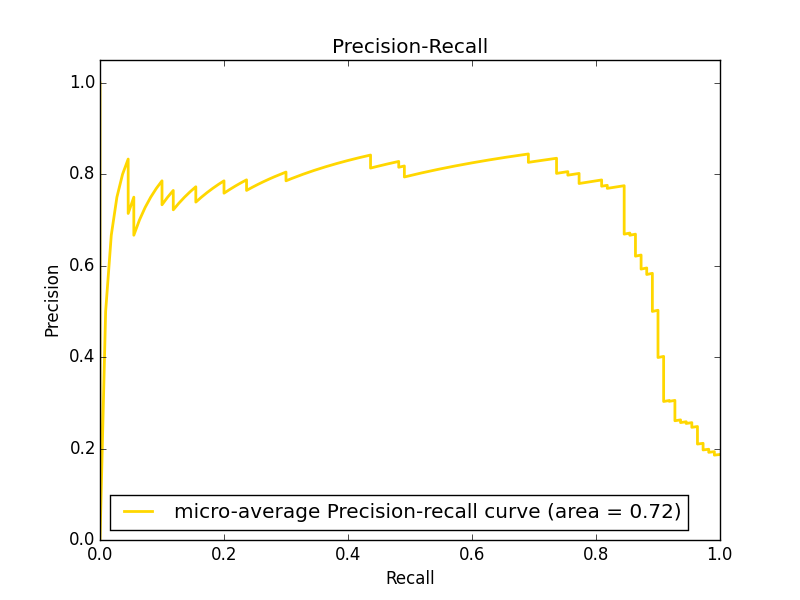 Precision-Recall
1.0
0.8
0.6
0.4
0.2
0.0
Precision
micro-average Precision-recall curve (area = 0.72)
0.0 0.2 0.4 0.6 0.8 1.0
Recall